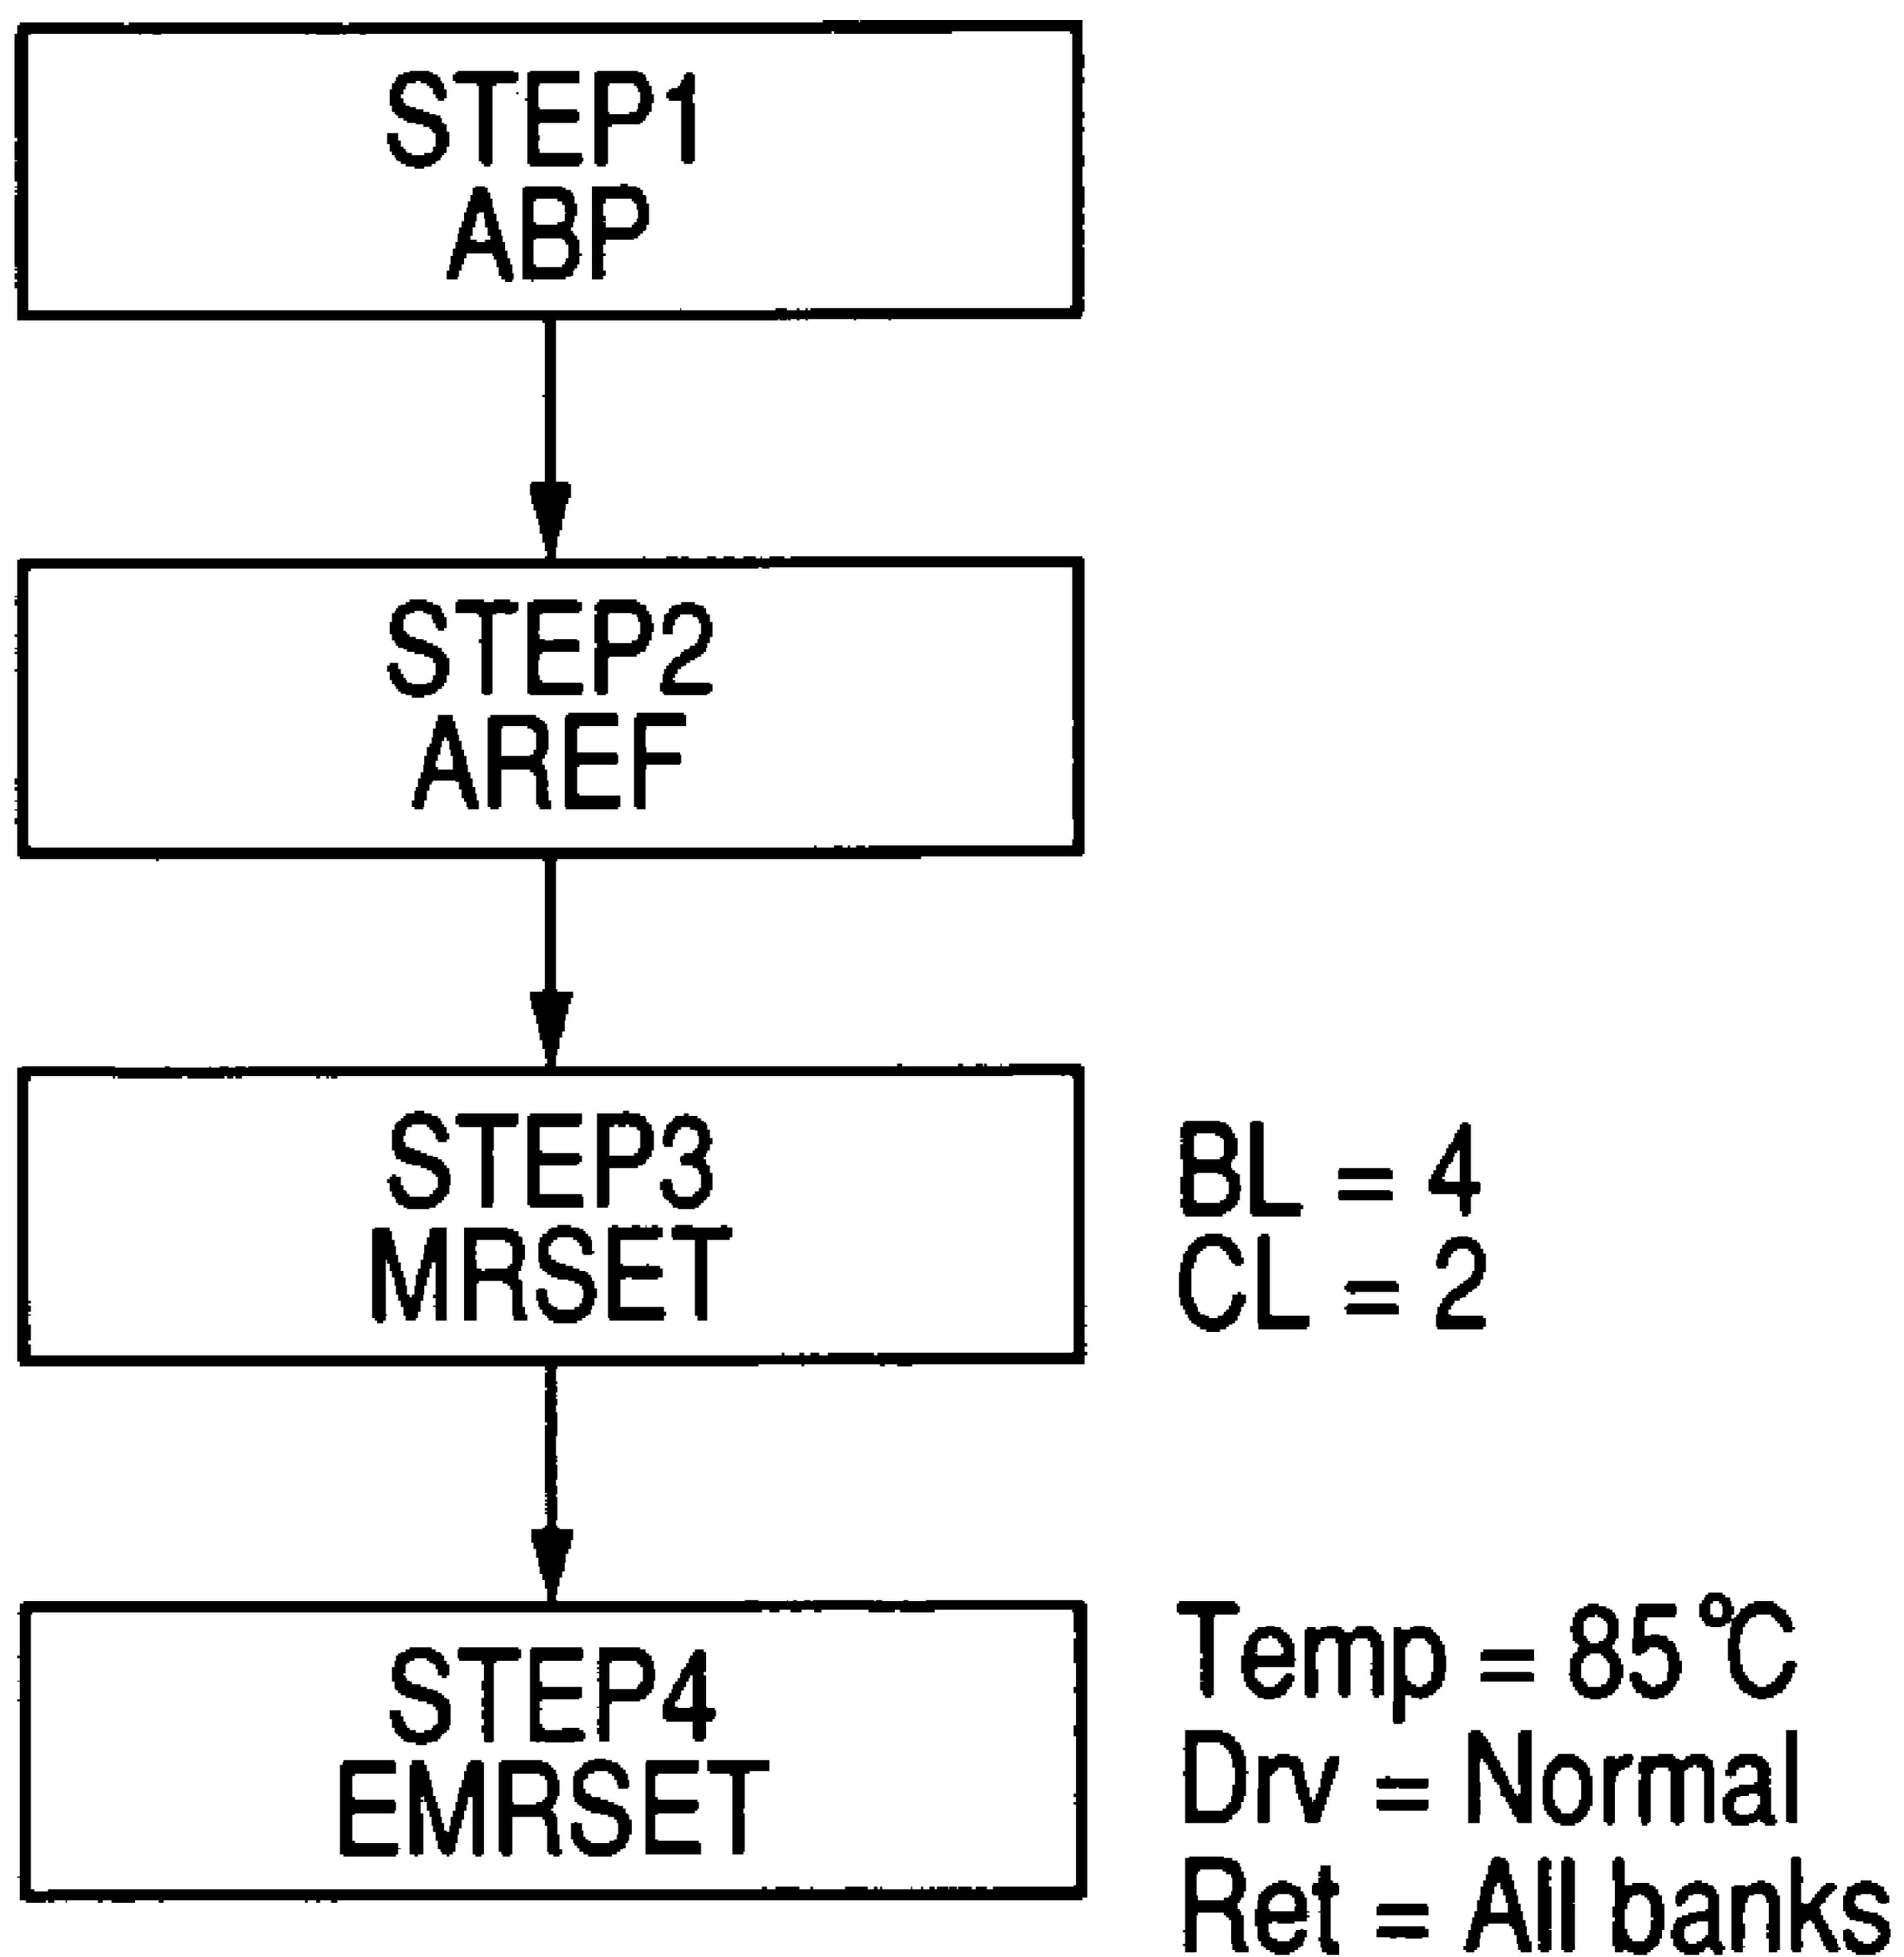 STEP1
ABP
STEP2
AREF
STEP3
MRSET
BL = 4
CL = 2
STEP4
EMRSET
Temp = 85°C
Drv = Normal
Ret = All banks